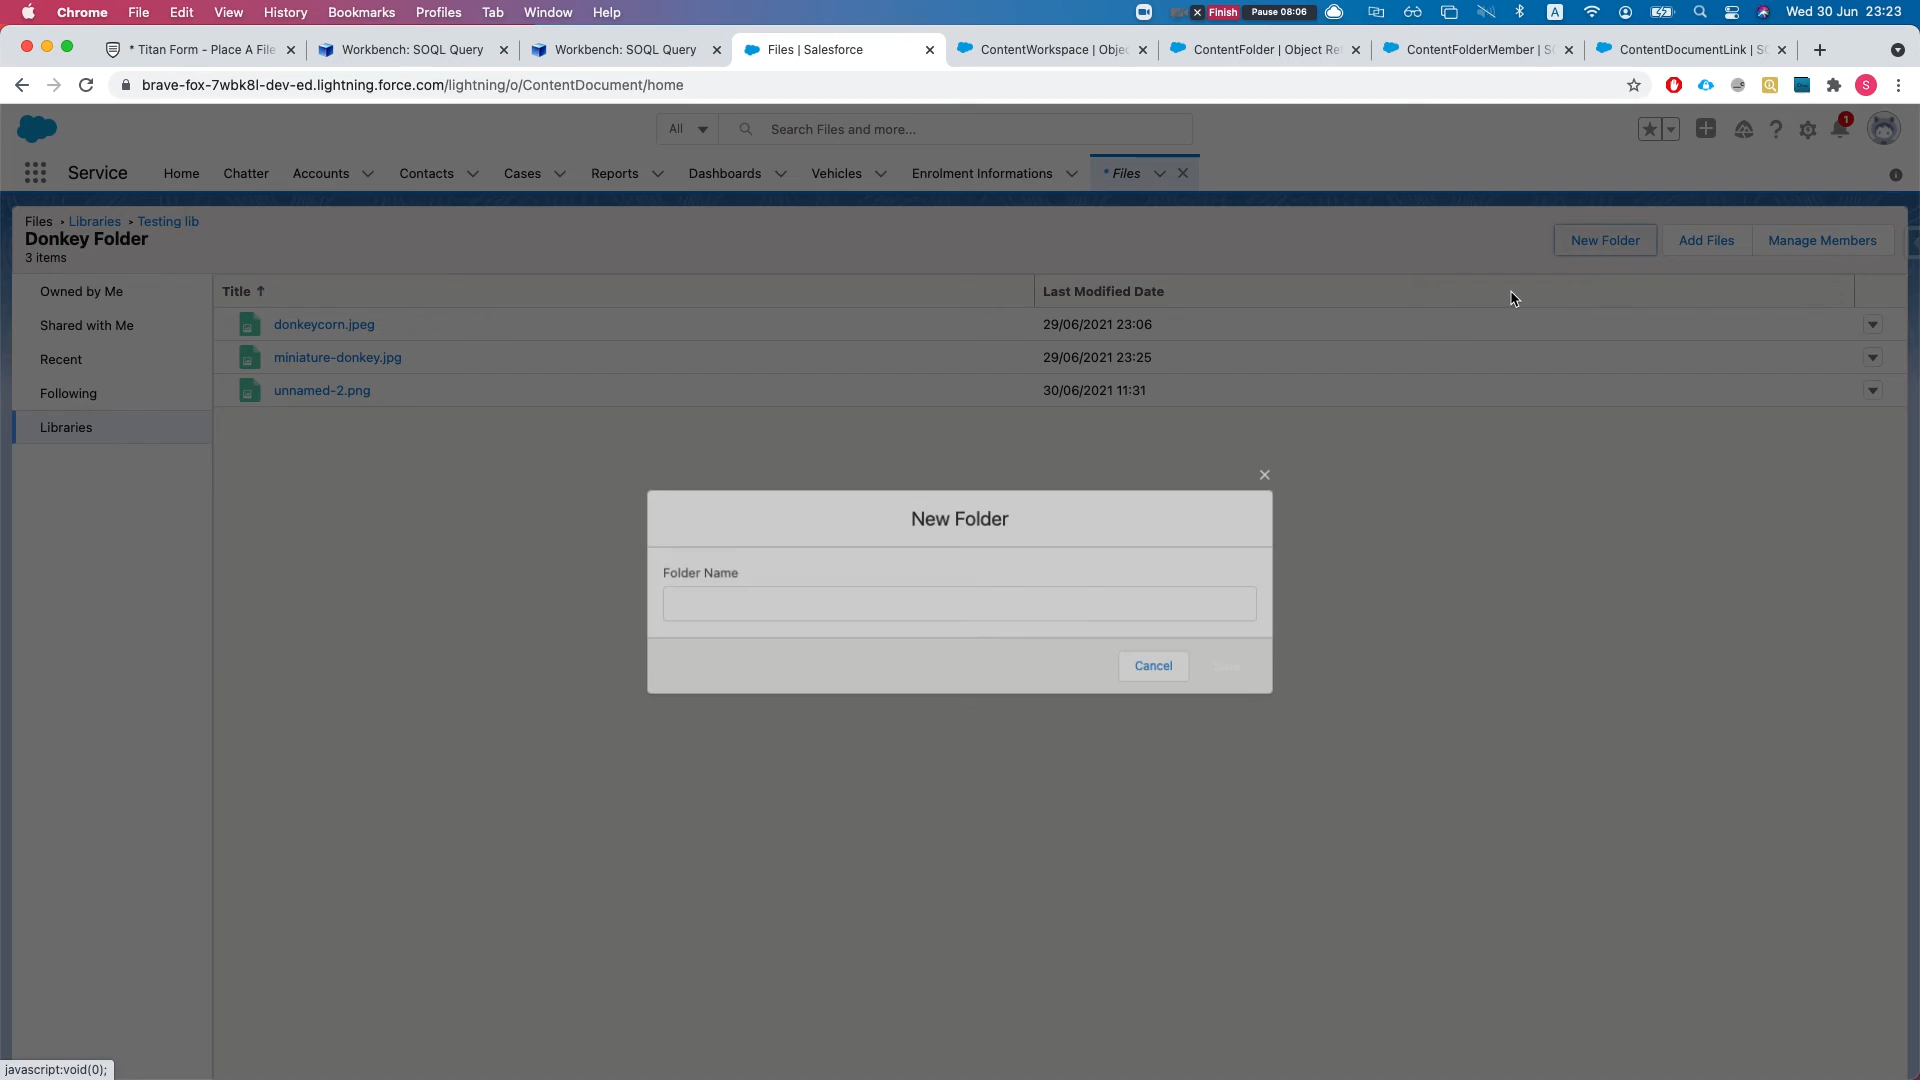 Chrome File Edit View History Bookmarks Profiles Tab Window Help Finish Pause 08:06 A Wed 30 Jun 23:23
* Titan Form - Place A File Workbench: SOQL Query Workbench: SOQL Query Files | Salesforce ContentWorkspace | Objec ContentFolder | Object Re ContentFolderMember | SO ContentDocumentLink | SO
brave-fox-7wbk8l-dev-ed.lightning.force.com/lightning/o/ContentDocument/home S
All Search Files and more... 1
Service Home Chatter Accounts Contacts Cases Reports Dashboards Vehicles Enrolment Informations * Files
Files > Libraries > Testing lib
Donkey Folder
3 items
New Folder Add Files Manage Members
Owned by Me
Shared with Me
Recent
Following
Libraries
Title Last Modified Date
donkeycorn.jpeg 29/06/2021 23:06
miniature-donkey.jpg 29/06/2021 23:25
unnamed-2.png 30/06/2021 11:31
New Folder
Folder Name
Cancel Save
javascript:void(0);